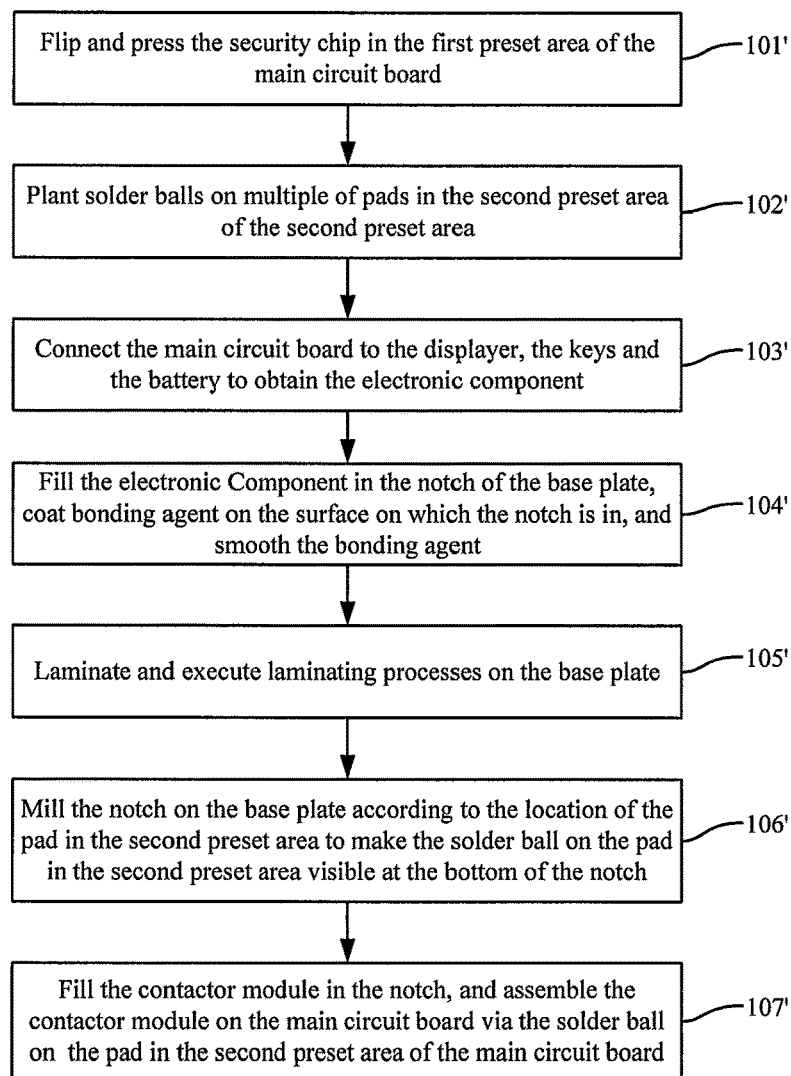 Flip and press the security chip in the first preset area of the
main circuit board
101'
Plant solder balls on multiple of pads in the second preset area
of the second preset area
102'
Connect the main circuit board to the displayer, the keys and
the battery to obtain the electronic component
103'
Fill the electronic Component in the notch of the base plate,
coat bonding agent on the surface on which the notch is in, and
smooth the bonding agent
104'
Laminate and execute laminating processes on the base plate
105'
Mill the notch on the base plate according to the location of the
pad in the second preset area to make the solder ball on the pad
in the second preset area visible at the bottom of the notch
106'
Fill the contactor module in the notch, and assemble the
contactor module on the main circuit board via the solder ball
on the pad in the second preset area of the main circuit board
107'